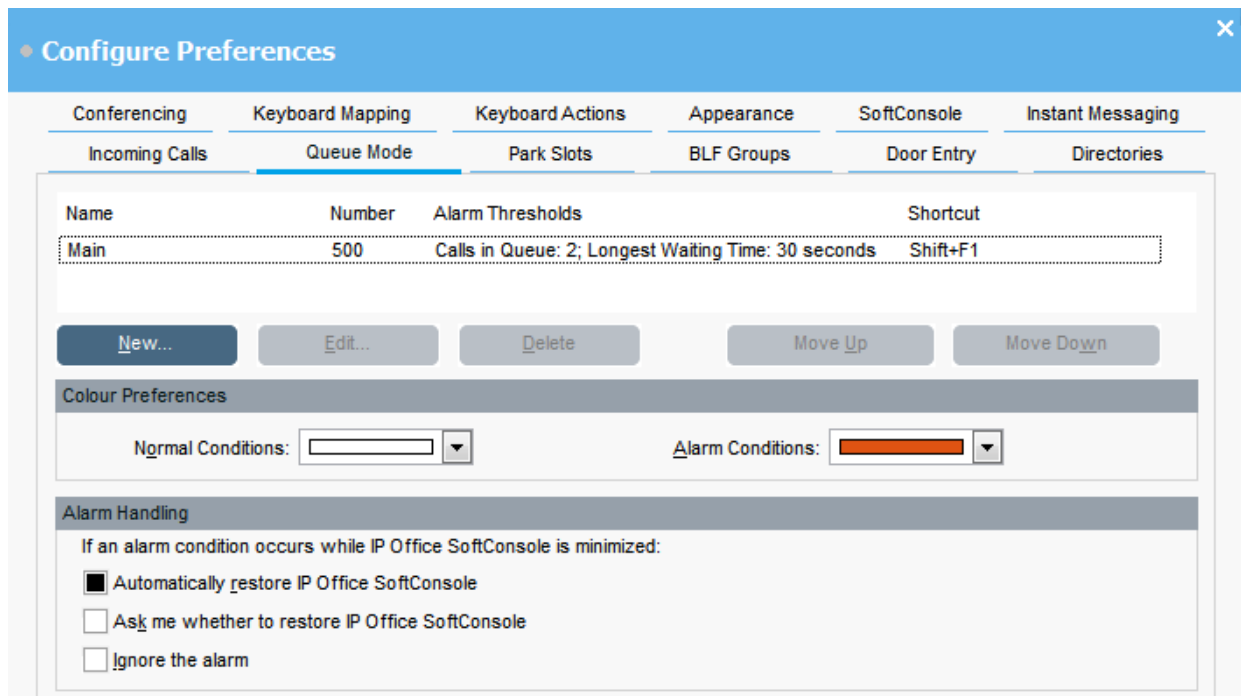 Configure Preferences
Conferencing Keyboard Mapping Keyboard Actions Appearance SoftConsole Instant Messaging
Incoming Calls Queue Mode Park Slots BLF Groups Door Entry Directories
Name Number Alarm Thresholds Shortcut
Main 500 Calls in Queue: 2; Longest Waiting Time: 30 seconds Shift+F1
New... Edit... Delete Move Up Move Down
Colour Preferences
Normal Conditions: Alarm Conditions:
Alarm Handling
If an alarm condition occurs while IP Office SoftConsole is minimized:
Automatically restore IP Office SoftConsole
Ask me whether to restore IP Office SoftConsole
Ignore the alarm